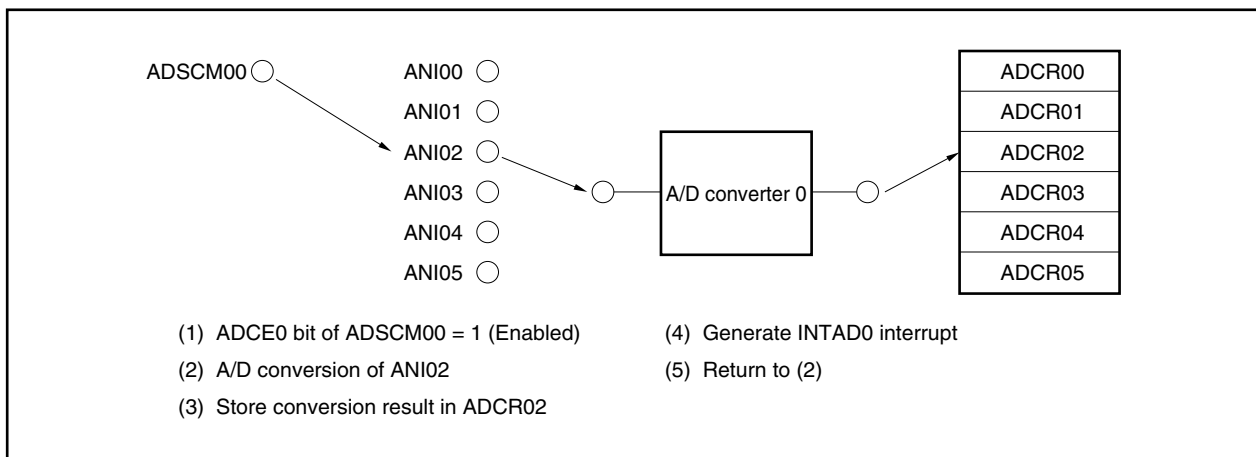 ADSCM00
ANI00
ANI01
ANI02
ANI03
ANI04
ANI05
A/D converter 0
ADCR00
ADCR01
ADCR02
ADCR03
ADCR04
ADCR05
(1) ADCE0 bit of ADSCM00 = 1 (Enabled)
(2) A/D conversion of ANI02
(3) Store conversion result in ADCR02
(4) Generate INTAD0 interrupt
(5) Return to (2)